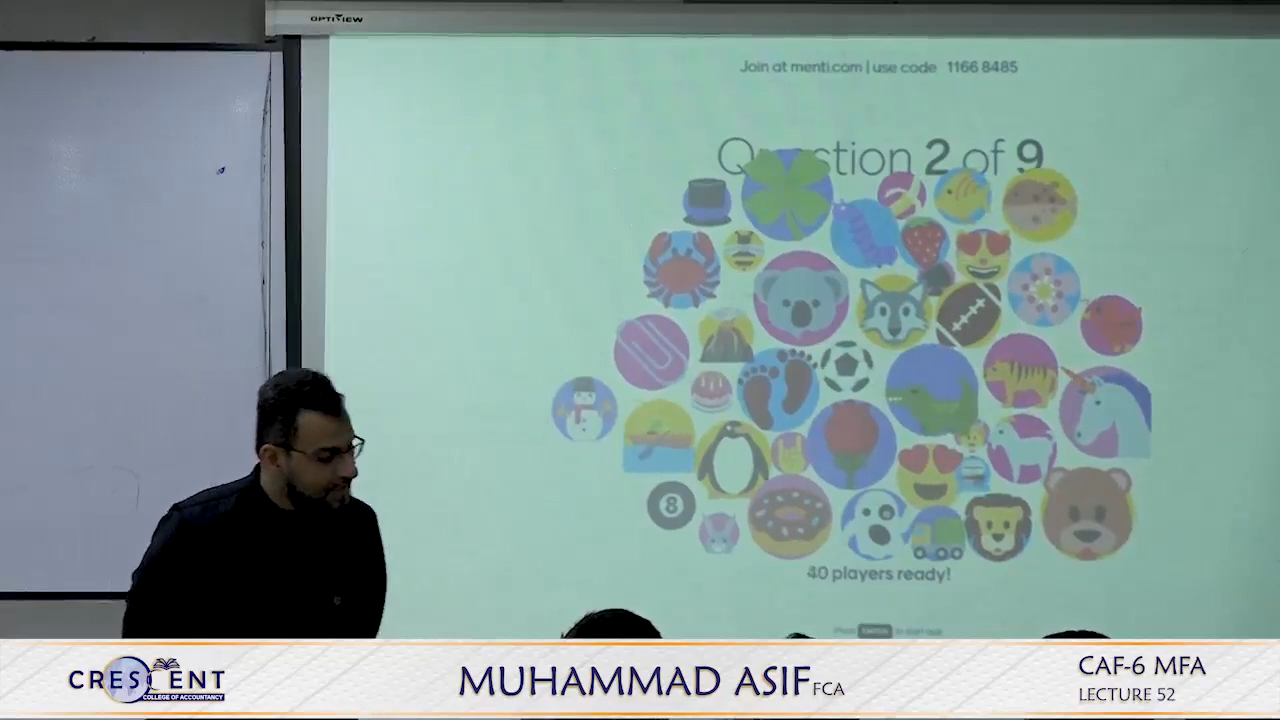 OPTIVIEW
Join at menti.com | use code 1166 8485
Question 2 of 9
8
40 players ready!
CRESCENT
COLLEGE OF ACCOUNTANCY
MUHAMMAD ASIF FCA
CAF-6 MFA
LECTURE 52